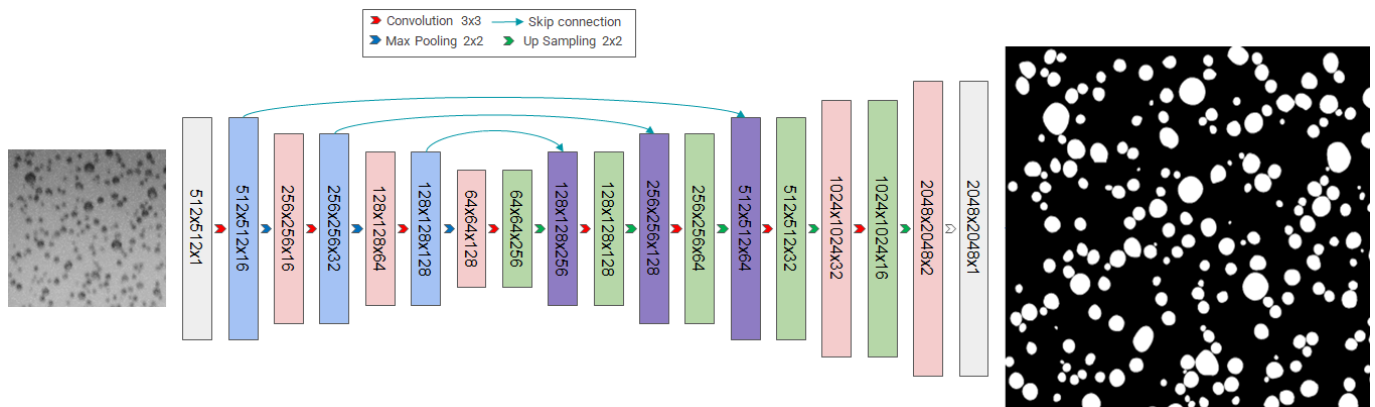 Convolution 3x3
Skip connection
Max Pooling 2x2
Up Sampling 2x2
512x512x1
512x512x16
256x256x16
256x256x32
128x128x64
128x128x128
64x64x128
64x64x256
128x128x256
128x128x128
256x256x128
256x256x64
512x512x64
512x512x32
1024x1024x32
1024x1024x16
2048x2048x2
2048x2048x1